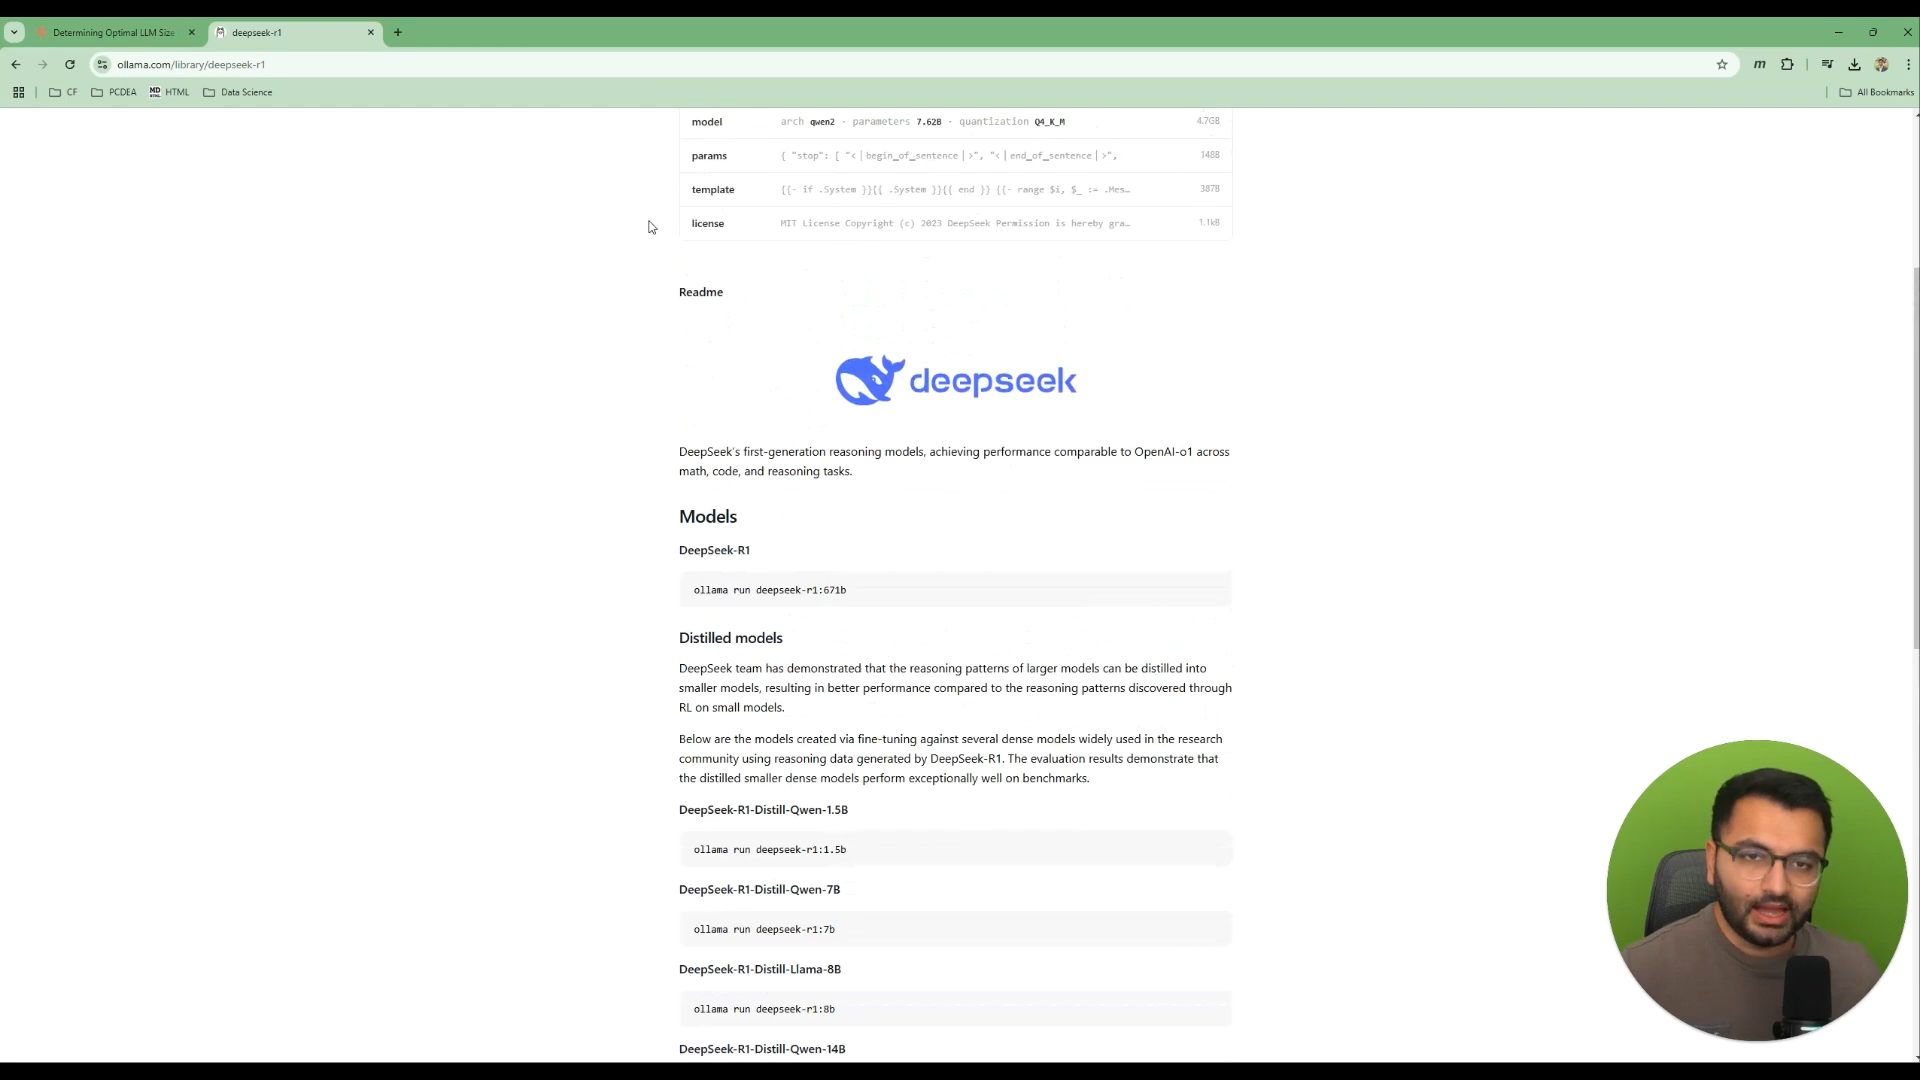 Determining Optimal LLM Size
deepseek-r1
ollama.com/library/deepseek-r1
CF
PCDEA
HTML
Data Science
All Bookmarks
model arch qwen2 · parameters 7.62B · quantization Q4_K_M 4.7GB
params { "stop": [ "<|begin_of_sentence|>", "<|end_of_sentence|>", 148B
template {{- if .System }}{{ .System }}{{ end }} {{- range $i, $_ := .Mes… 387B
license MIT License Copyright (c) 2023 DeepSeek Permission is hereby gra… 1.1kB
Readme
deepseek
DeepSeek's first-generation reasoning models, achieving performance comparable to OpenAI-o1 across
math, code, and reasoning tasks.
Models
DeepSeek-R1
ollama run deepseek-r1:671b
Distilled models
DeepSeek team has demonstrated that the reasoning patterns of larger models can be distilled into
smaller models, resulting in better performance compared to the reasoning patterns discovered through
RL on small models.
Below are the models created via fine-tuning against several dense models widely used in the research
community using reasoning data generated by DeepSeek-R1. The evaluation results demonstrate that
the distilled smaller dense models perform exceptionally well on benchmarks.
DeepSeek-R1-Distill-Qwen-1.5B
ollama run deepseek-r1:1.5b
DeepSeek-R1-Distill-Qwen-7B
ollama run deepseek-r1:7b
DeepSeek-R1-Distill-Llama-8B
ollama run deepseek-r1:8b
DeepSeek-R1-Distill-Qwen-14B